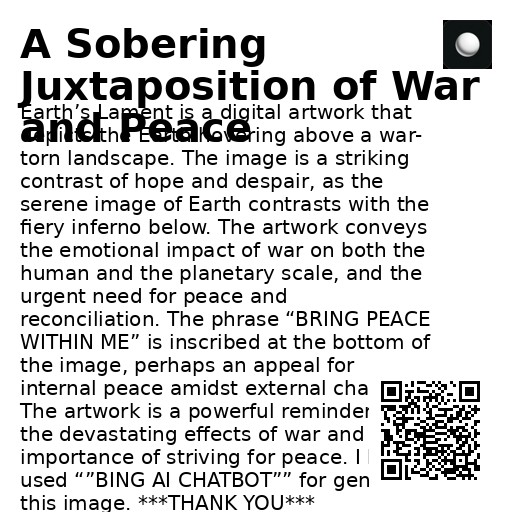 A Sobering
Juxtaposition of War
and Peace
Earth’s Lament is a digital artwork that
depicts the Earth hovering above a war-
torn landscape. The image is a striking
contrast of hope and despair, as the
serene image of Earth contrasts with the
fiery inferno below. The artwork conveys
the emotional impact of war on both the
human and the planetary scale, and the
urgent need for peace and
reconciliation. The phrase “BRING PEACE
WITHIN ME” is inscribed at the bottom of
the image, perhaps an appeal for
internal peace amidst external cha
The artwork is a powerful reminder
the devastating effects of war and
importance of striving for peace. I
used “”BING AI CHATBOT”” for gen
this image. ***THANK YOU***